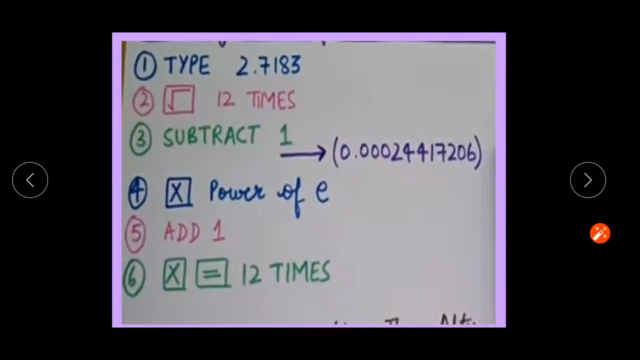 ① TYPE 2.7183
② √ 12 TIMES
③ SUBTRACT 1 → (0.00024417206)
④ X Power of e
⑤ ADD 1
⑥ X = 12 TIMES